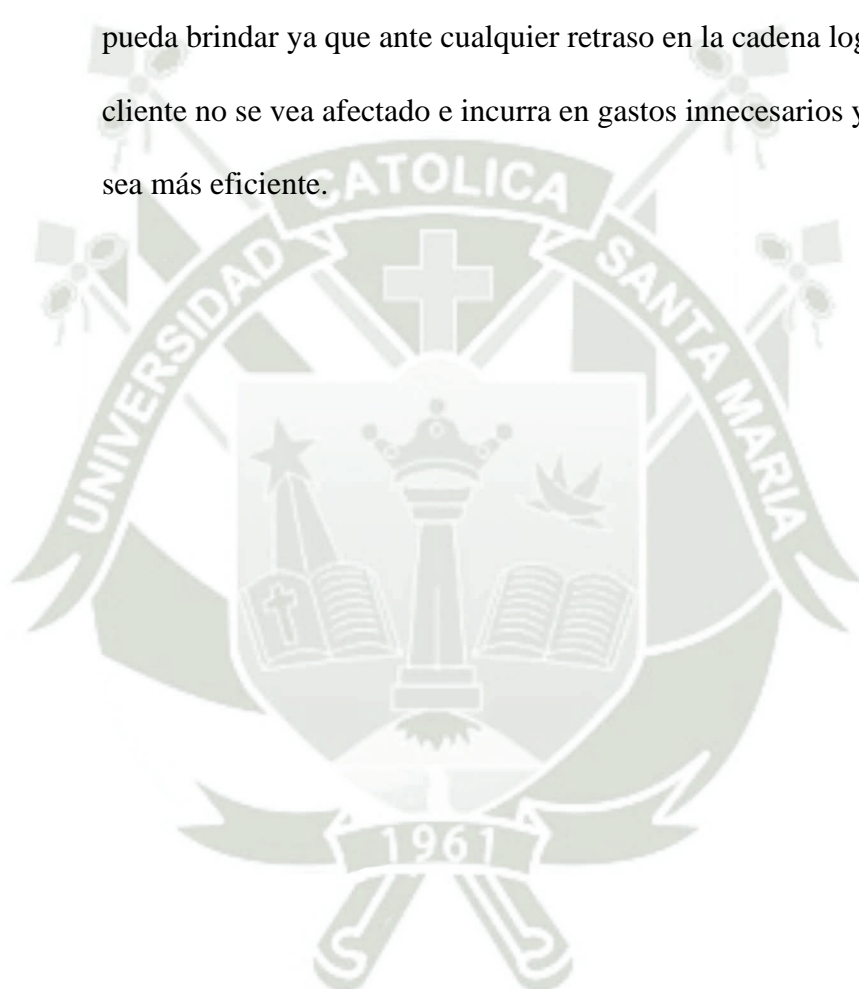 pueda brindar ya que ante cualquier retraso en la cadena
cliente no se vea afectado e incurra en gastos innecesarios
sea más eficiente.
UNIVERSIDAD CATOLICA SANTA MARIA
1961